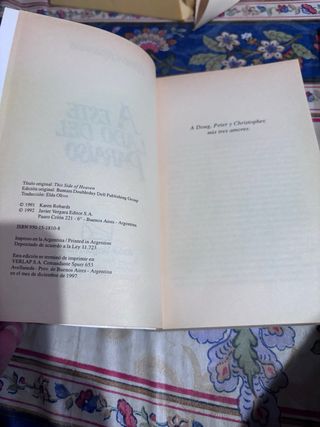 A ESTE
LADO DEL
PARAISO
Título original: This Side of Heaven
Edición original: Bantam Doubleday Dell Publishing Group
Traducción: Elda Olivo
© 1991 Karen Robards
© 1992 Javier Vergara Editor S.A.
Paseo Colón 221 - 6° - Buenos Aires - Argentina
ISBN 950-15-1810-8
Impreso en la Argentina / Printed in Argentine
Depositado de acuerdo a la Ley 11.723
Esta edición se terminó de imprimir en
VERLAP S.A. Comandante Spurr 653
Avellaneda - Prov. de Buenos Aires - Argentina
en el mes de diciembre de 1997.
A Doug, Peter y Christopher,
mis tres amores.